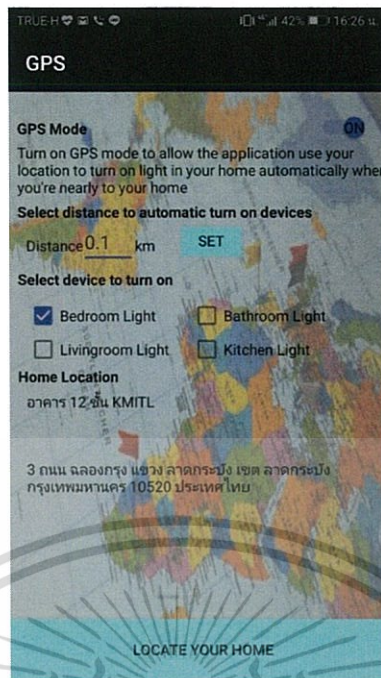 TRUE-H 42% 16:26 น.
GPS
GPS Mode ON
Turn on GPS mode to allow the application use your
location to turn on light in your home automatically when
you're nearly to your home
Select distance to automatic turn on devices
Distance 0.1 km SET
Select device to turn on
Bedroom Light Bathroom Light
Livingroom Light Kitchen Light
Home Location
อาคาร 12 ชั้น KMITL
3 ถนน ฉลองกรุง แขวง ลาดกระบัง เขต ลาดกระบัง
กรุงเทพมหานคร 10520 ประเทศไทย
LOCATE YOUR HOME